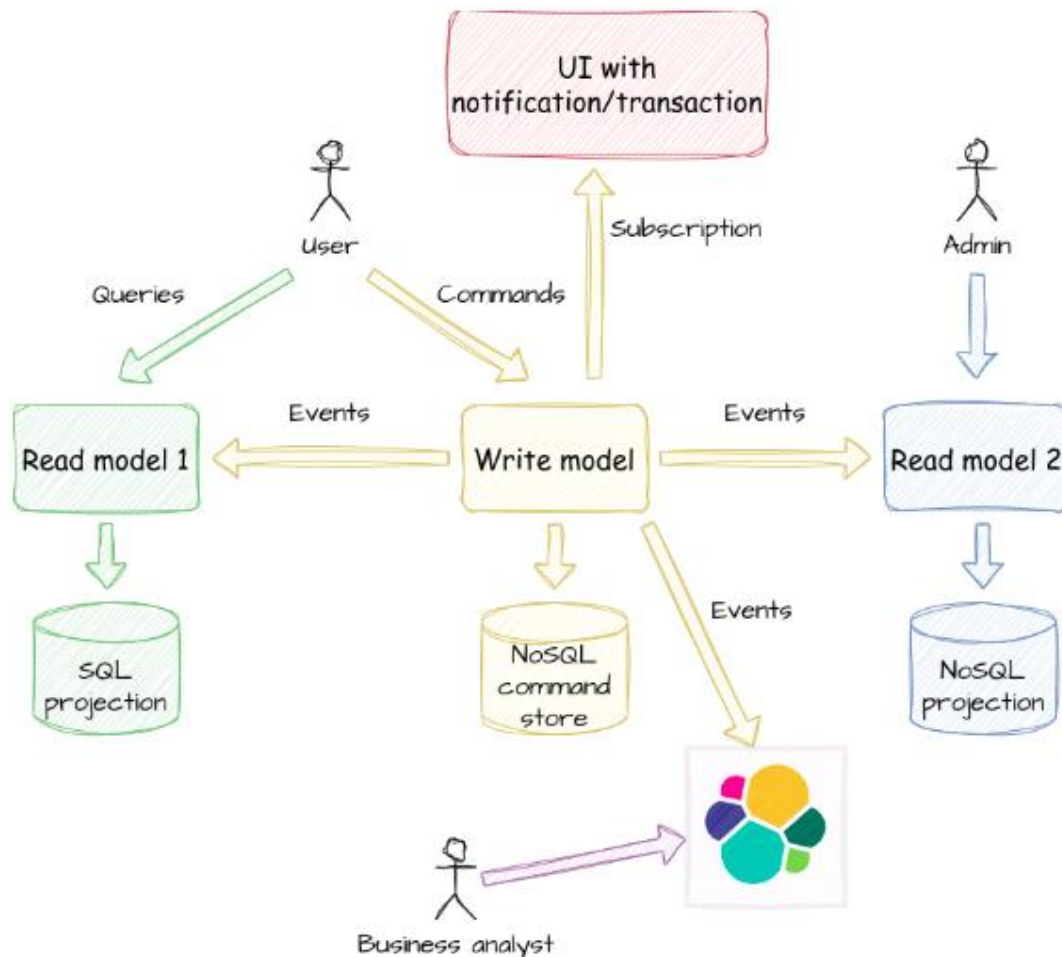 UI with
notification/transaction
User
Subscription
Admin
Queries
Commands
Events
Events
Read model 1
Write model
Read model 2
Events
SQL
projection
NoSQL
command
store
NoSQL
projection
Business analyst